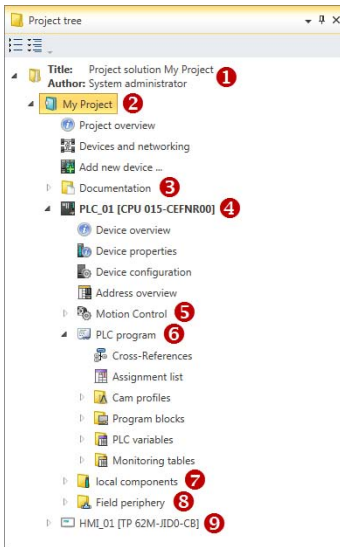 Project tree
Title: Project solution My Project
Author: System administrator
1
My Project 2
Project overview
Devices and networking
Add new device ...
Documentation 3
PLC_01 [CPU 015-CEFNR00] 4
Device overview
Device properties
Device configuration
Address overview
Motion Control 5
PLC program 6
Cross-References
Assignment list
Cam profiles
Program blocks
PLC variables
Monitoring tables
local components 7
Field periphery 8
HMI_01 [TP 62M-JID0-CB] 9